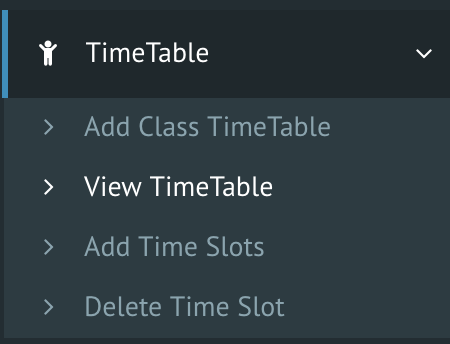 TimeTable
Add Class TimeTable
View TimeTable
Add Time Slots
Delete Time Slot